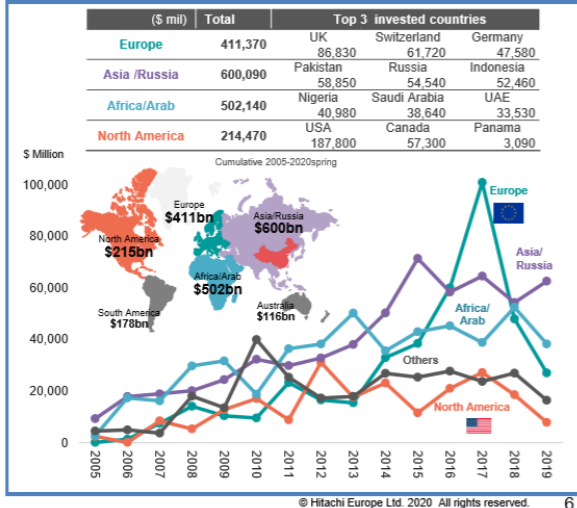 ($ mil) Total Top 3 invested countries
Europe 411,370 UK 86,830 Switzerland 61,720 Germany 47,580
Asia /Russia 600,090 Pakistan 58,850 Russia 54,540 Indonesia 52,460
Africa/Arab 502,140 Nigeria 40,980 Saudi Arabia 38,640 UAE 33,530
North America 214,470 USA 187,800 Canada 57,300 Panama 3,090
Cumulative 2005-2020spring
$ Million
100,000
80,000
60,000
40,000
20,000
0
Europe
$411bn
Asia/Russia
$600bn
North America
$215bn
Africa/Arab
$502bn
South America
$178bn
Australia
$116bn
Europe
Asia/
Russia
Africa/
Arab
Others
North America
2005 2006 2007 2008 2009 2010 2011 2012 2013 2014 2015 2016 2017 2018 2019
© Hitachi Europe Ltd. 2020 All rights reserved. 6